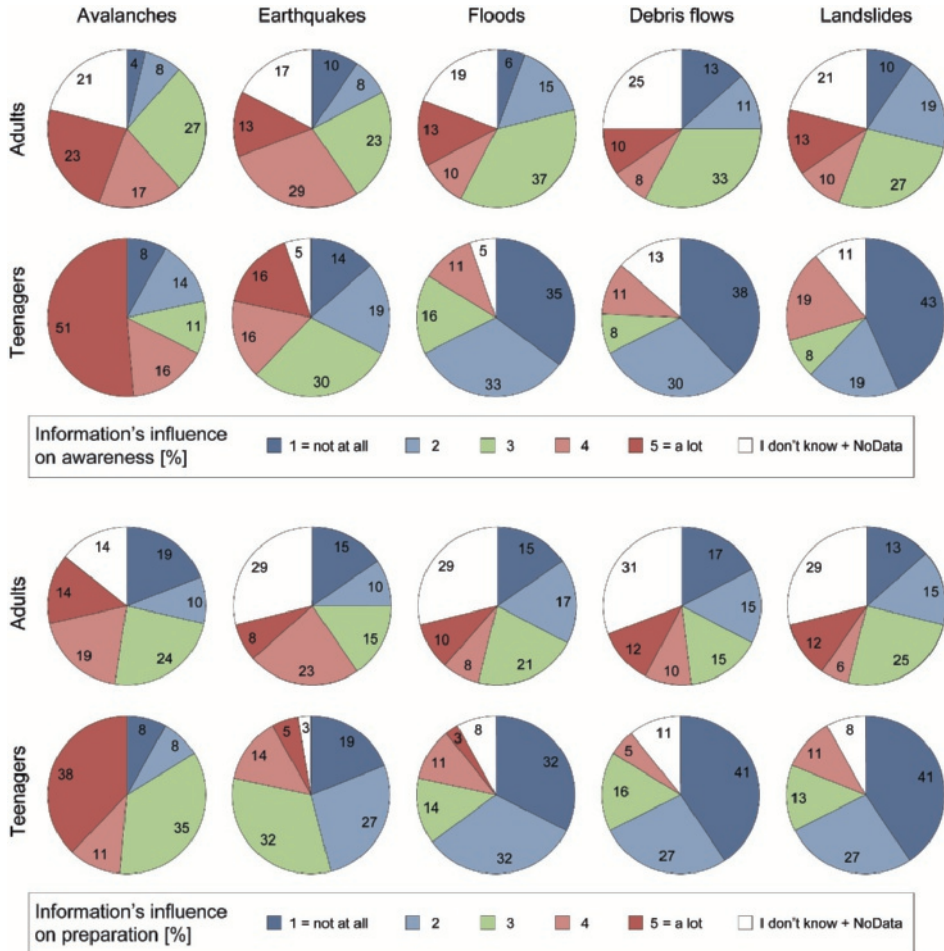 Avalanches Earthquakes Floods Debris flows Landslides
Adults
21 4 8 27 17 23
17 10 8 23 29 13
19 6 15 37 10 13
25 13 11 33 8 10
21 10 19 27 10 13
Teenagers
8 14 11 16 51
5 14 19 30 16 16
5 35 33 16 11
13 38 30 8 11
11 43 19 8 19
Information's influence
on awareness [%]
1 = not at all 2 3 4 5 = a lot I don't know + NoData
Adults
14 19 10 24 19 14
29 15 10 15 23 8
29 15 17 21 8 10
31 17 15 15 10 12
29 13 15 25 6 12
Teenagers
8 8 35 11 38
3 19 27 32 14 5
8 32 32 14 11 3
11 41 27 16 5
8 41 27 13 11
Information's influence
on preparation [%]
1 = not at all 2 3 4 5 = a lot I don't know + NoData